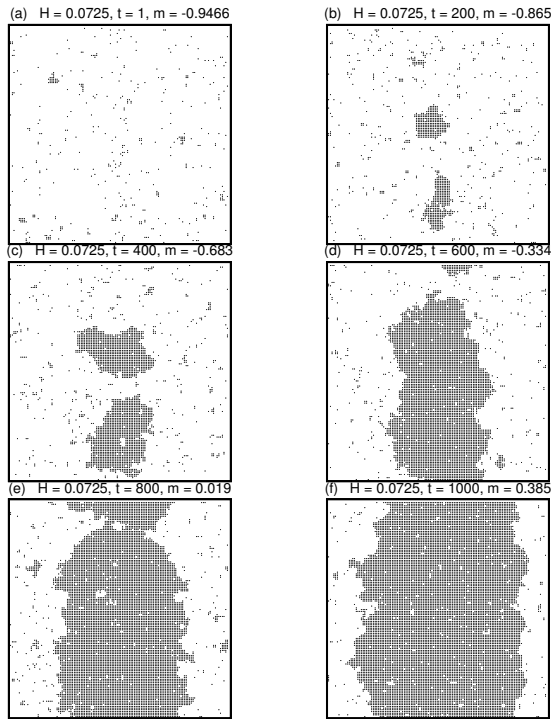 (a) H = 0.0725, t = 1, m = -0.9466
(b) H = 0.0725, t = 200, m = -0.865
(c) H = 0.0725, t = 400, m = -0.683
(d) H = 0.0725, t = 600, m = -0.334
(e) H = 0.0725, t = 800, m = 0.019
(f) H = 0.0725, t = 1000, m = 0.385